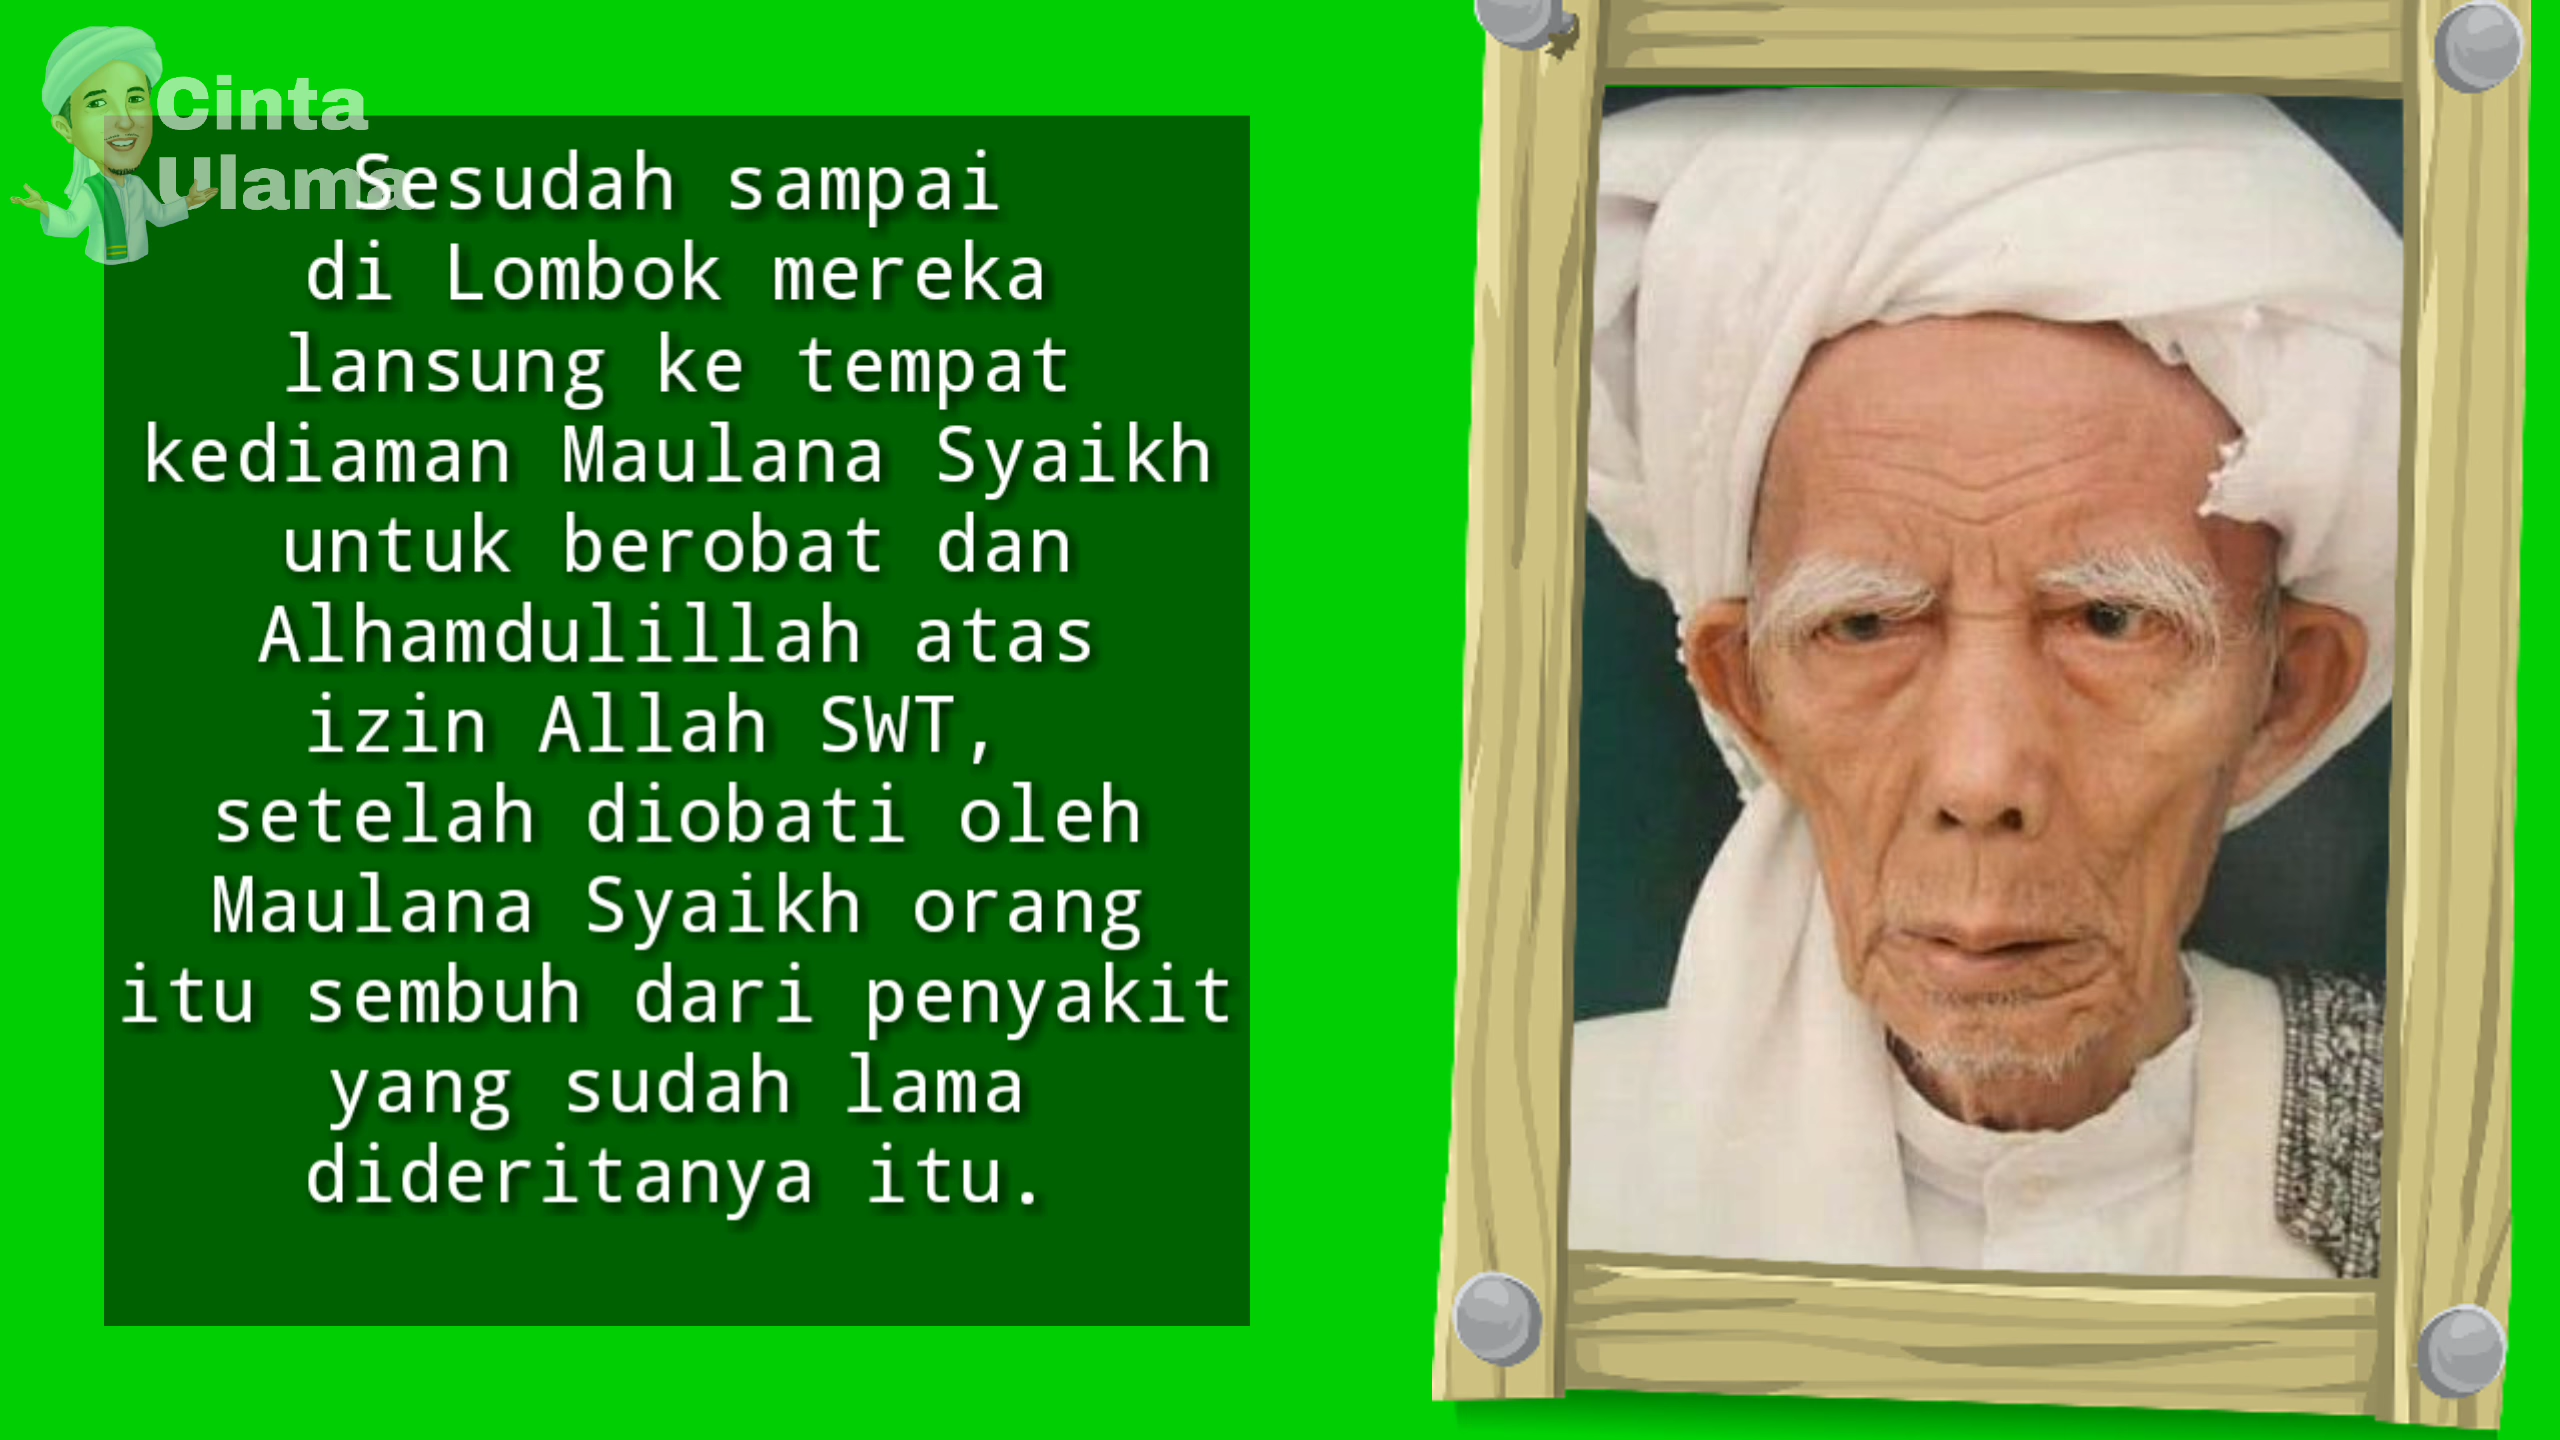 Cinta
Ulama
Sesudah sampai
di Lombok mereka
lansung ke tempat
kediaman Maulana Syaikh
untuk berobat dan
Alhamdulillah atas
izin Allah SWT,
setelah diobati oleh
Maulana Syaikh orang
itu sembuh dari penyakit
yang sudah lama
dideritanya itu.